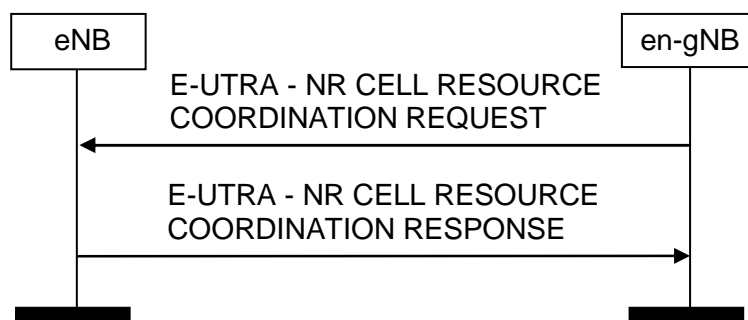 eNB
en-gNB
E-UTRA - NR CELL RESOURCE
COORDINATION REQUEST
E-UTRA - NR CELL RESOURCE
COORDINATION RESPONSE